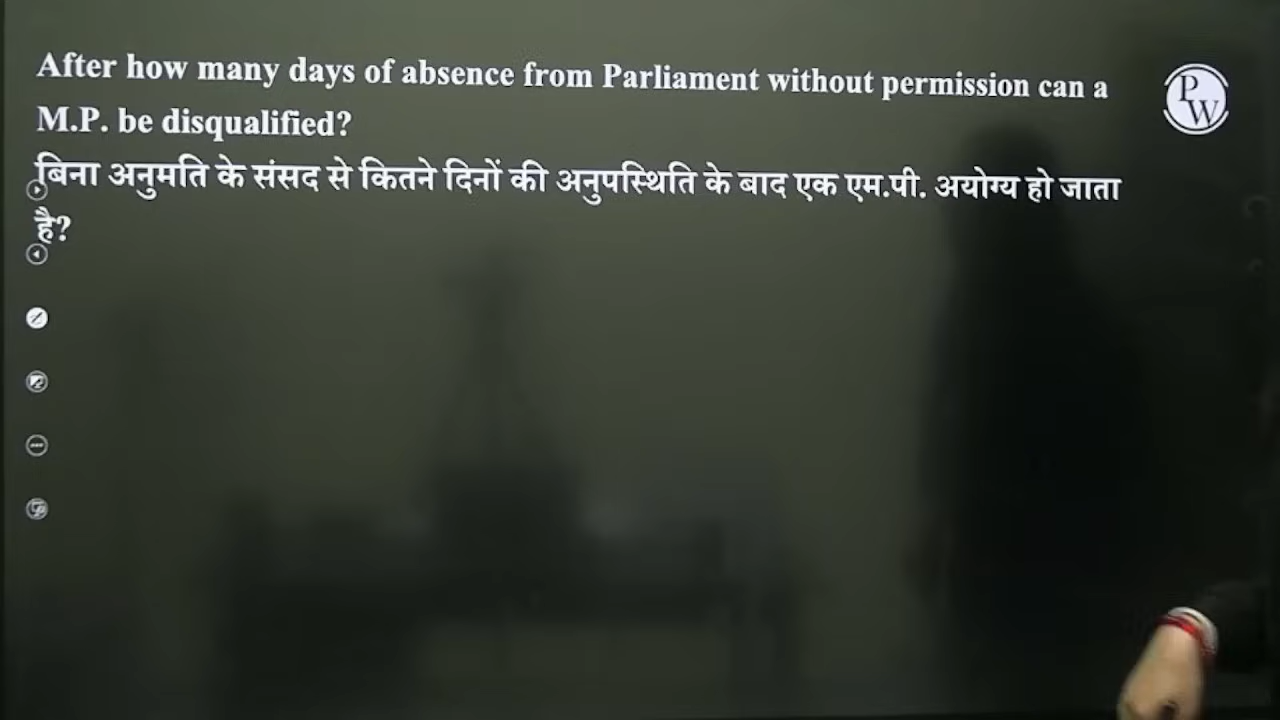 After how many days of absence from Parliament without permission can a
M.P. be disqualified?
बिना अनुमति के संसद से कितने दिनों की अनुपस्थिति के बाद एक एम.पी. अयोग्य हो जाता
है?
PW